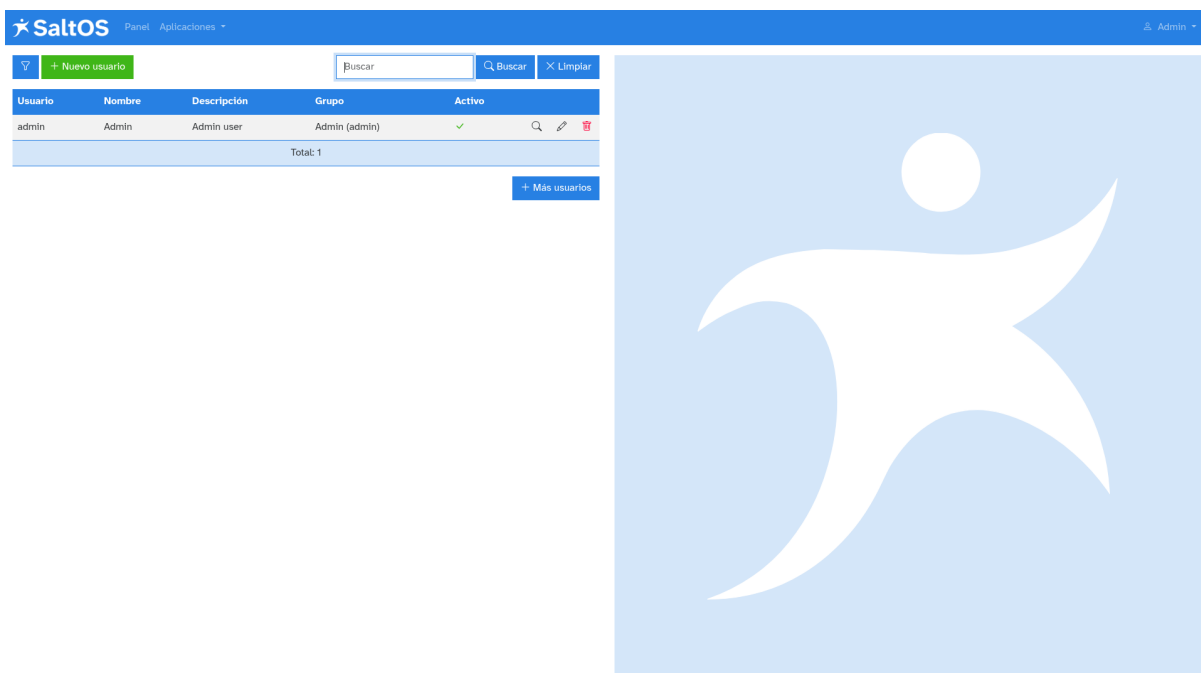 SaltOS Panel Aplicaciones Admin
Nuevo usuario Buscar Buscar Limpiar
Usuario Nombre Descripción Grupo Activo
admin Admin Admin user Admin (admin)
Total: 1
+ Más usuarios